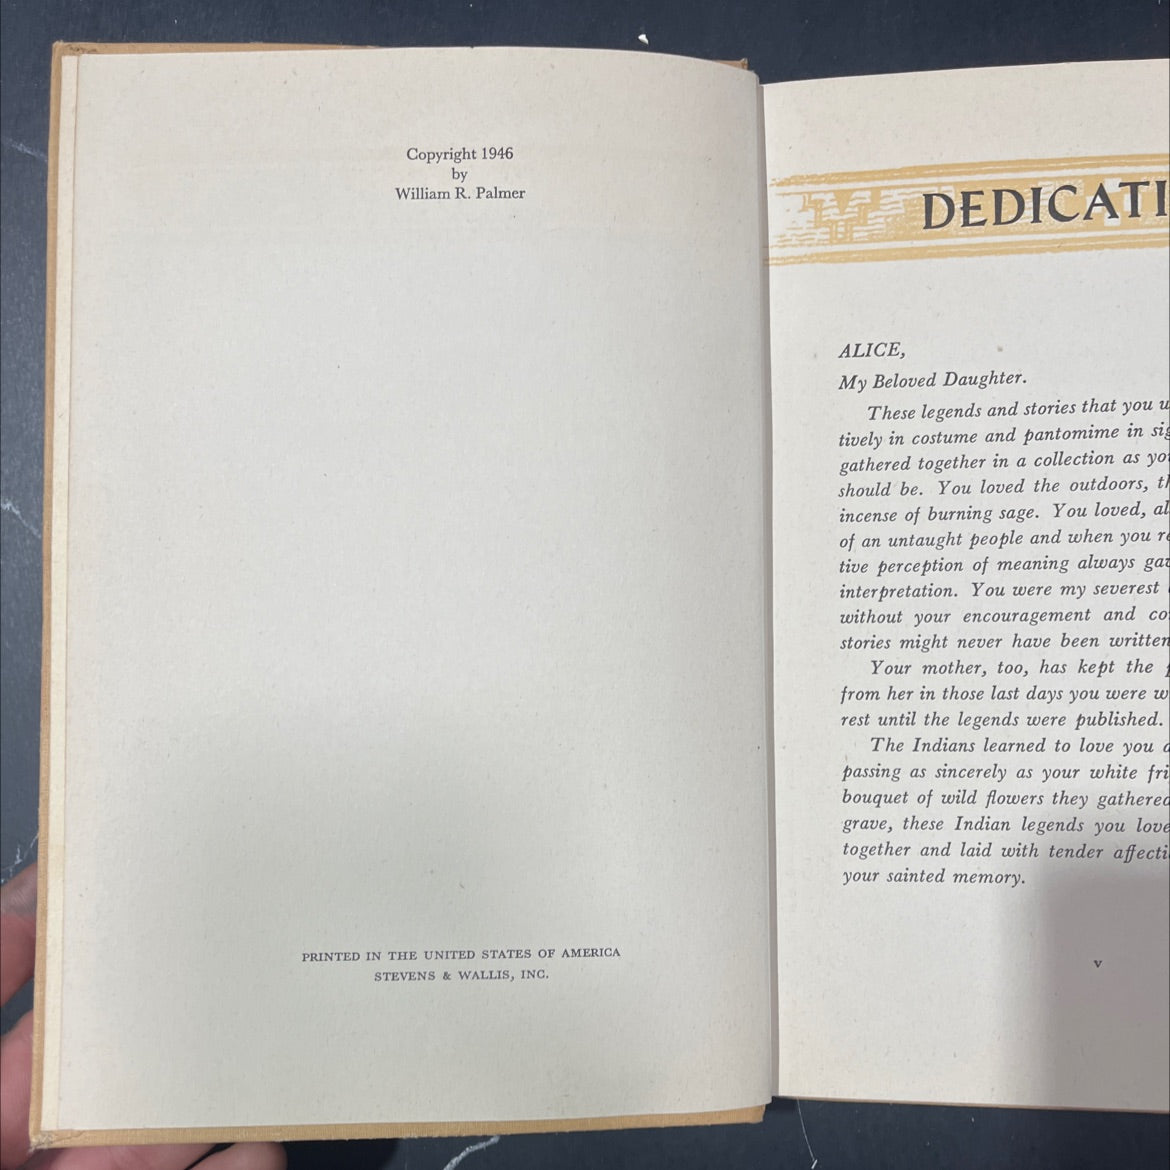 Copyright 1946
by
William R. Palmer
PRINTED IN THE UNITED STATES OF AMERICA
STEVENS & WALLIS, INC.
DEDICATI
ALICE,
My Beloved Daughter.
These legends and stories that you
tively in costume and pantomime in
gathered together in a collection as
should be. You loved the outdoors,
incense of burning sage. You loved,
of an untaught people and when you
tive perception of meaning always
interpretation. You were my severest
without your encouragement and
stories might never have been written
Your mother, too, has kept the
from her in those last days you were
rest until the legends were published.
The Indians learned to love you
passing as sincerely as your white
bouquet of wild flowers they gathered
grave, these Indian legends you
together and laid with tender
your sainted memory.
v